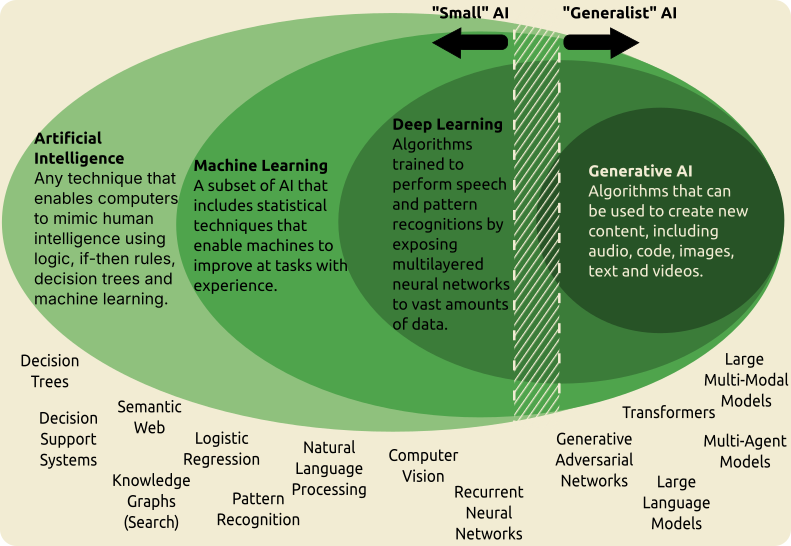 "Small" AI
"Generalist" AI
Artificial
Intelligence
Any technique that
enables computers
to mimic human
intelligence using
logic, if-then rules,
decision trees and
machine learning.
Machine Learning
A subset of AI that
includes statistical
techniques that
enable machines to
improve at tasks with
experience.
Deep Learning
Algorithms
trained to
perform speech
and pattern
recognitions by
exposing
multilayered
neural networks
to vast amounts
of data.
Generative AI
Algorithms that can
be used to create new
content, including
audio, code, images,
text and videos.
Decision
Trees
Decision
Support
Systems
Semantic
Web
Knowledge
Graphs
(Search)
Logistic
Regression
Pattern
Recognition
Natural
Language
Processing
Computer
Vision
Recurrent
Neural
Networks
Generative
Adversarial
Networks
Transformers
Large
Language
Models
Large
Multi-Modal
Models
Multi-Agent
Models